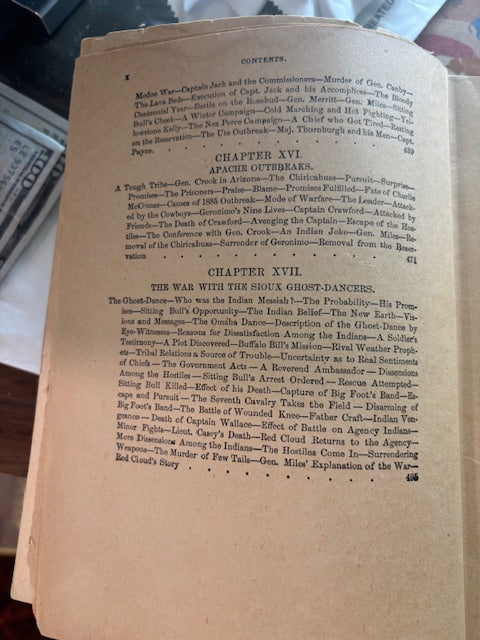 CONTENTS.
x
Modoc War—Captain Jack and the Commissioners—Murder of Gen. Canby—
The Lava Beds—Execution of Capt. Jack and his Accomplices—The Bloody
Centennial Year—Battle on the Rosebud—Gen. Merritt—Gen. Miles—Sitting
Bull's Cheek—A Winter Campaign—Cold Marching and Hot Fighting—Yel-
lowstone Kelly—The Nez Perce Campaign—A Chief who Got Tired—Resting
on the Reservation—The Ute Outbreak—Maj. Thornburgh and his Men—Capt.
Payne. . . . . . . . . . 439
CHAPTER XVI.
APACHE OUTBREAKS.
A Tough Tribe—Gen. Crook in Arizona—The Chiricahuas—Pursuit—Surprise—
Promises—The Prisoners—Praise—Blame—Promises Fulfilled—Fate of Charlie
McComas—Causes of 1885 Outbreak—Mode of Warfare—The Leader—Attack-
ed by the Cowboys—Geronimo's Nine Lives—Captain Crawford—Attacked by
Friends—The Death of Crawford—Avenging the Captain—Escape of the Hos-
tiles—The Conference with Gen. Crook—An Indian Joke—Gen. Miles—Re-
moval of the Chiricahuas—Surrender of Geronimo—Removal from the Reser-
vation . . . . . . . . . . 471
CHAPTER XVII.
THE WAR WITH THE SIOUX GHOST-DANCERS.
The Ghost-Dance—Who was the Indian Messiah?—The Probability—His Prom-
ises—Sitting Bull's Opportunity—The Indian Belief—The New Earth—Vis-
ions and Messages—The Omaha Dance—Description of the Ghost-Dance by
Eye-Witnesses—Reasons for Dissatisfaction Among the Indians—A Soldier's
Testimony—A Plot Discovered—Buffalo Bill's Mission—Rival Weather Proph-
ets—Tribal Relations a Source of Trouble—Uncertainty as to Real Sentiments
of Chiefs—The Government Acts—A Reverend Ambassador—Dissensions
Among the Hostiles—Sitting Bull's Arrest Ordered—Rescue Attempted—
Sitting Bull Killed—Effect of his Death—Capture of Big Foot's Band—Es-
cape and Pursuit—The Seventh Cavalry Takes the Field—Disarming of
Big Foot's Band—The Battle of Wounded Knee—Father Craft—Indian Ven-
geance—Death of Captain Wallace—Effect of Battle on Agency Indians—
Minor Fights—Lieut. Casey's Death—Red Cloud Returns to the Agency—
More Dissensions Among the Indians—The Hostiles Come In—Surrendering
Weapons—The Murder of Few Tails—Gen. Miles' Explanation of the War—
Red Cloud's Story . . . . . . . . . 495